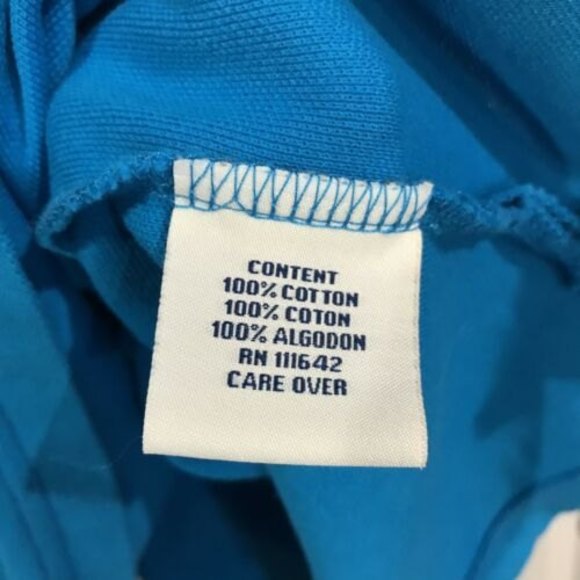 CONTENT
100% COTTON
100% COTON
100% ALGODON
RN 111642
CARE OVER